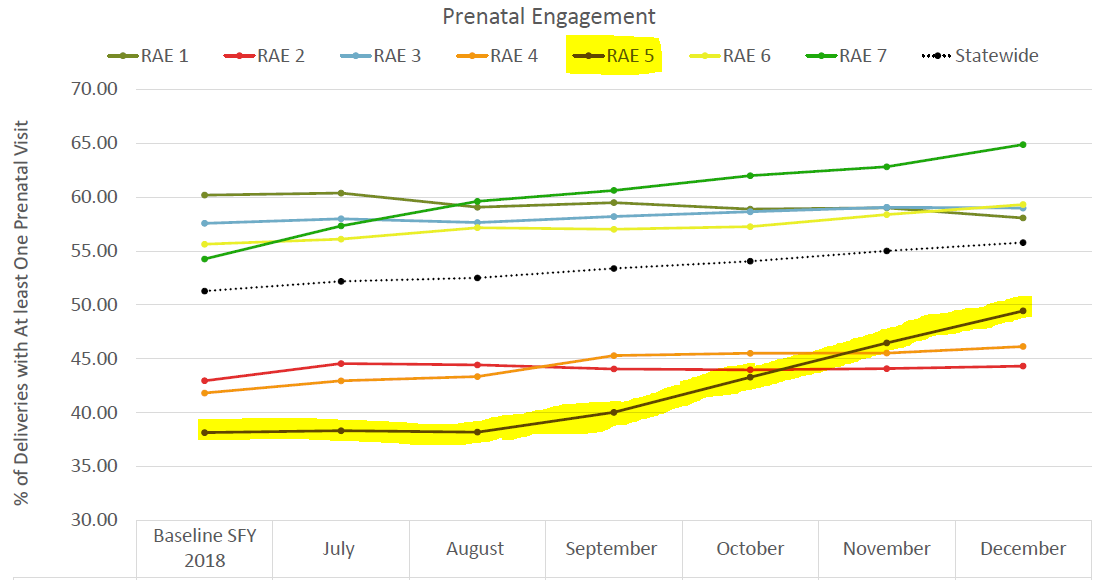 Prenatal Engagement
RAE 1 RAE 2 RAE 3 RAE 4 RAE 5 RAE 6 RAE 7 Statewide
% of Deliveries with At least One Prenatal Visit
70.00
65.00
60.00
55.00
50.00
45.00
40.00
35.00
30.00
Baseline SFY
2018
July
August
September
October
November
December